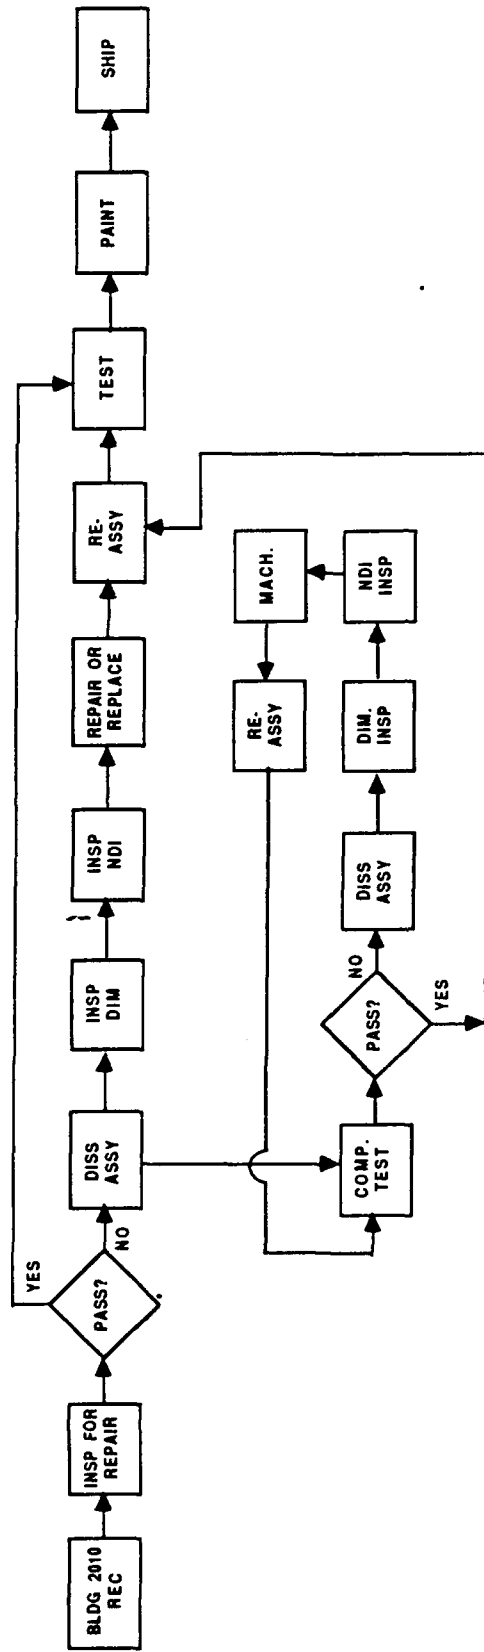 BLDG 2010
REC
INSP FOR
REPAIR
PASS?
YES
NO
DISS
ASSY
INSP
DIM
INSP
NDI
REPAIR OR
REPLACE
RE-
ASSY
TEST
PAINT
SHIP
COMP.
TEST
PASS?
NO
YES
DISS
ASSY
DIM.
INSP
NDI
INSP
MACH.
RE-
ASSY